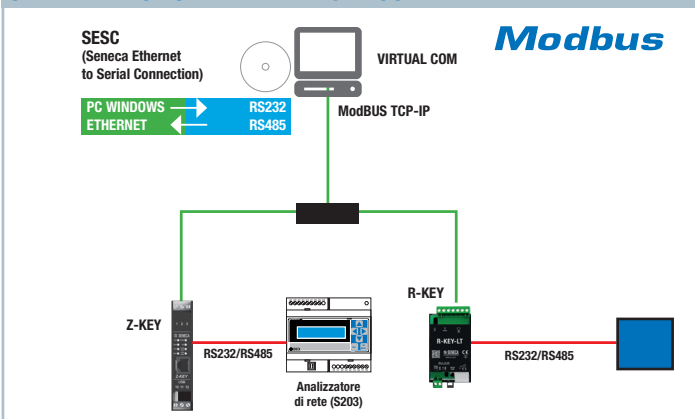 SESC
(Seneca Ethernet
to Serial Connection)
VIRTUAL COM
Modbus
PC WINDOWS
RS232
ETHERNET
RS485
ModBUS TCP-IP
R-KEY
Z-KEY
RS232/RS485
Analizzatore
di rete (S203)
R-KEY-LT
SENECA
RS232/RS485